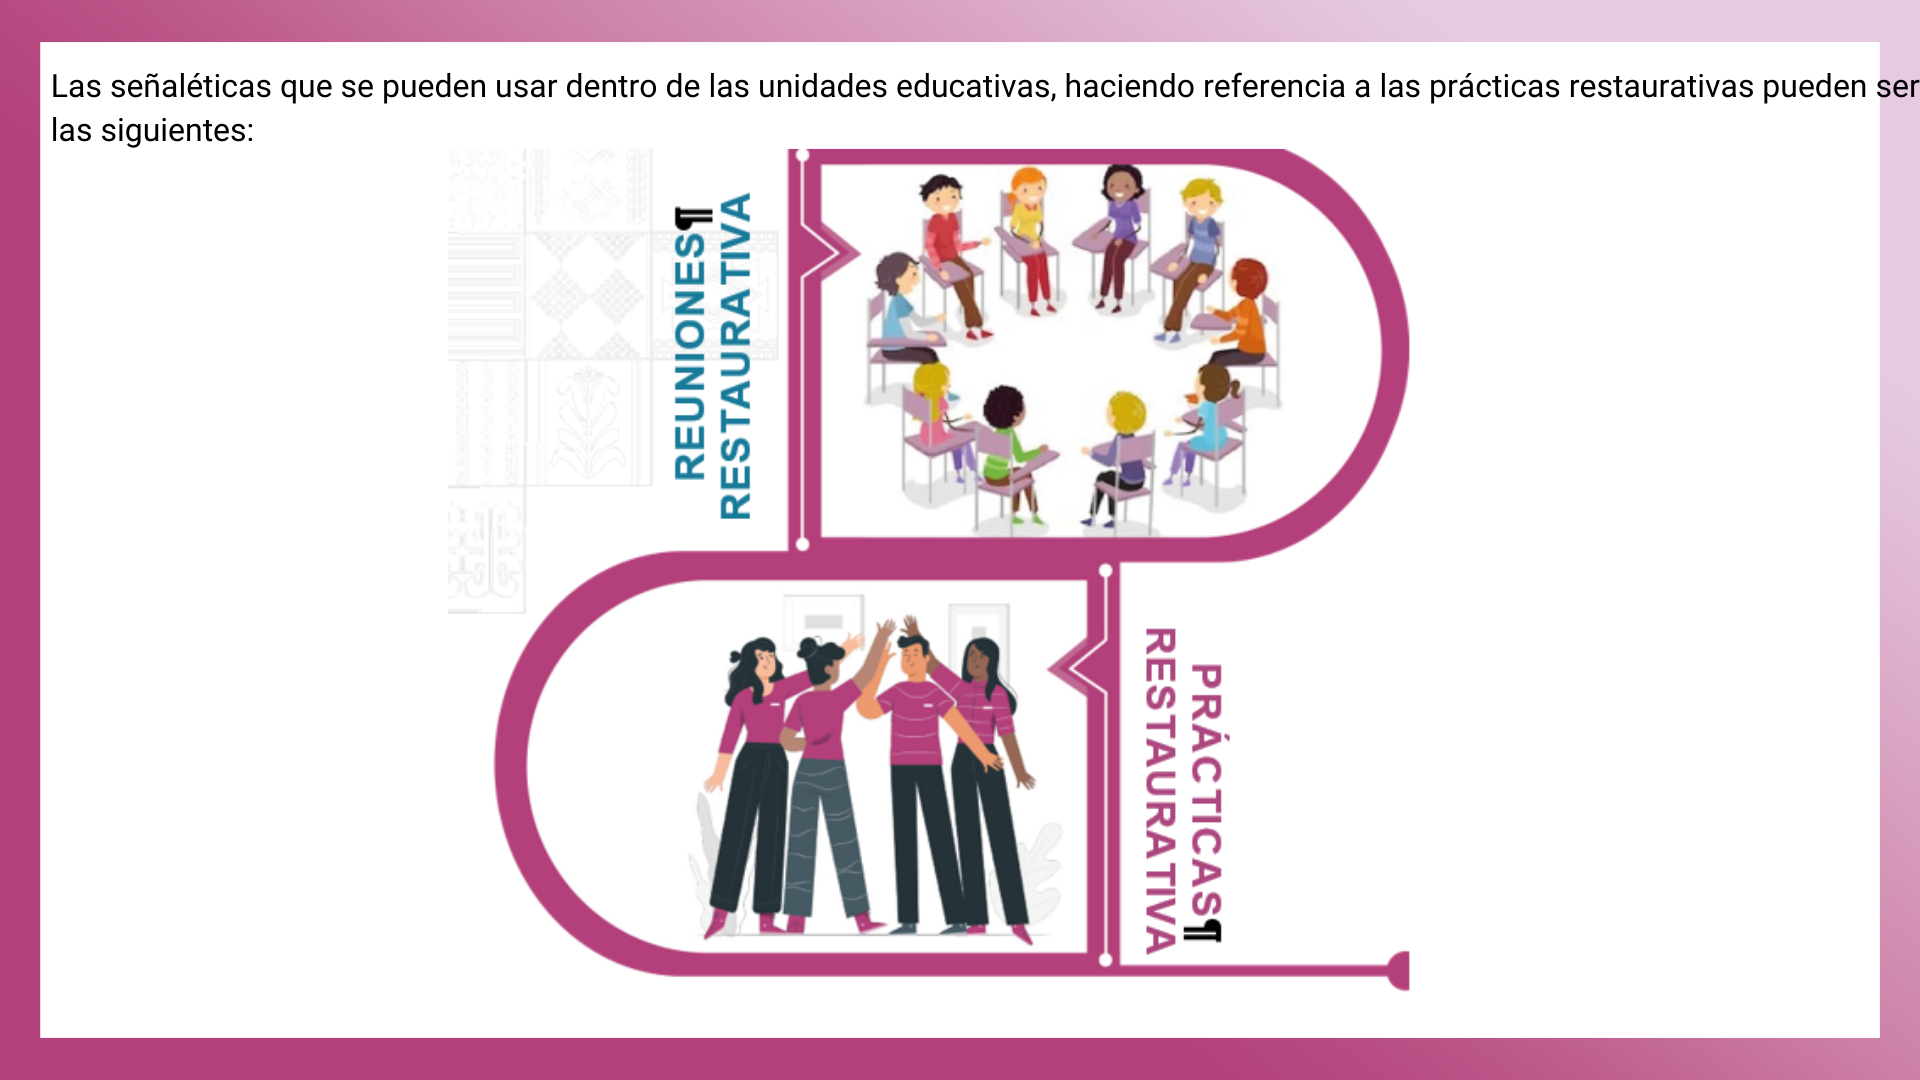 Las señaléticas que se pueden usar dentro de las unidades educativas, haciendo referencia a las prácticas restaurativas pueden ser
las siguientes:
REUNIONES¶
RESTAURATIVA
PRÁCTICAS¶
RESTAURATIVA